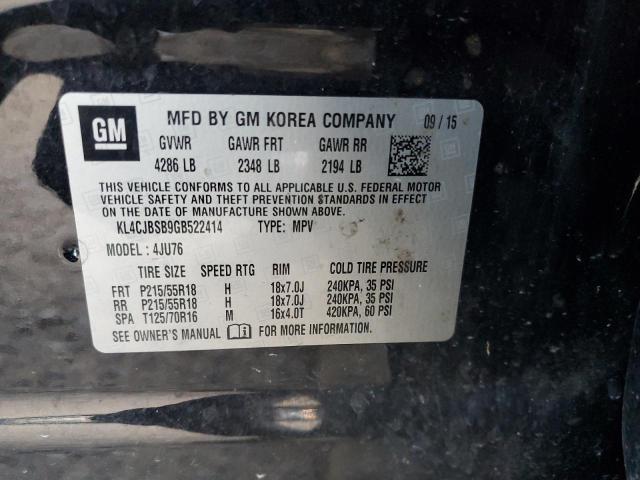 GM MFD BY GM KOREA COMPANY 09 / 15
GVWR GAWR FRT GAWR RR
4286 LB 2348 LB 2194 LB
THIS VEHICLE CONFORMS TO ALL APPLICABLE U.S. FEDERAL MOTOR
VEHICLE SAFETY AND THEFT PREVENTION STANDARDS IN EFFECT
ON THE DATE OF MANUFACTURE SHOWN ABOVE.
KL4CJBSB9GB522414 TYPE: MPV
MODEL : 4JU76
TIRE SIZE SPEED RTG RIM COLD TIRE PRESSURE
FRT P215/55R18 H 18x7.0J 240KPA, 35 PSI
RR P215/55R18 H 18x7.0J 240KPA, 35 PSI
SPA T125/70R16 M 16x4.0T 420KPA, 60 PSI
SEE OWNER'S MANUAL FOR MORE INFORMATION.